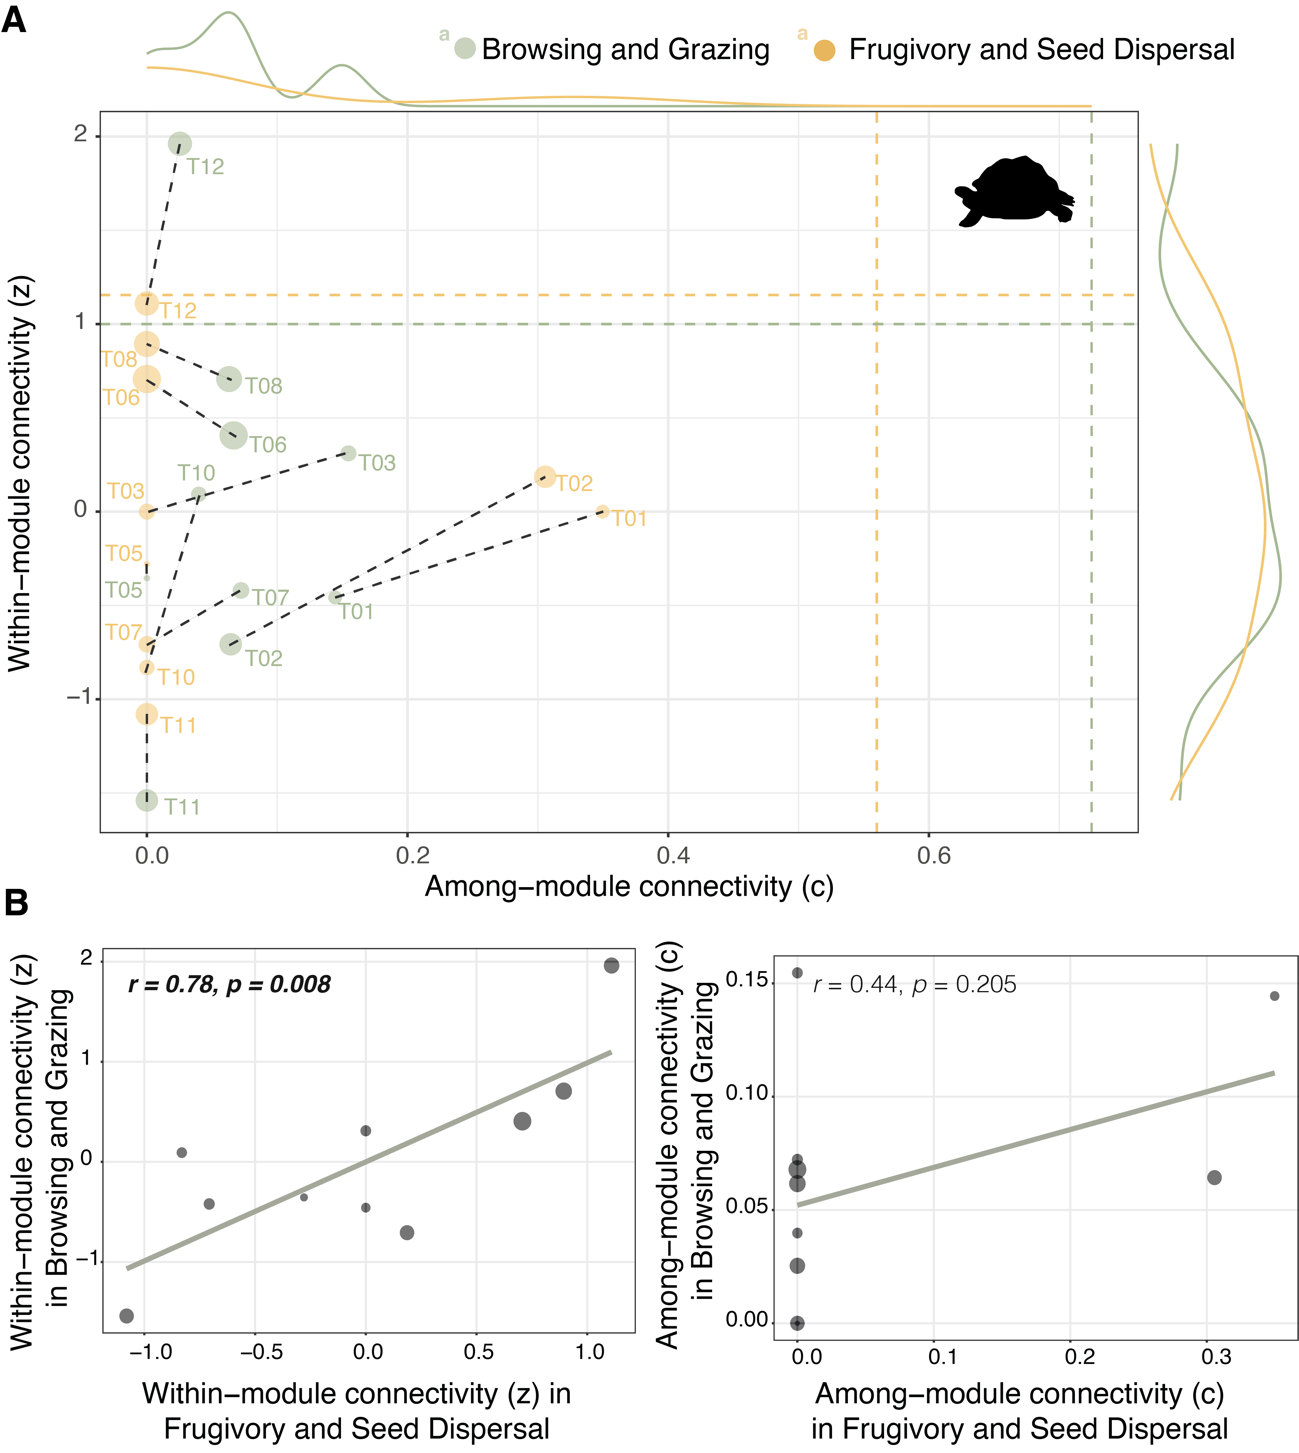 A
a Browsing and Grazing a Frugivory and Seed Dispersal
2
T12
T12
1
T08
T08
T06
T06
T03
T10
T03
T02
T01
0
T05
T05
T07
T01
T07
T02
T10
−1
T11
T11
Within−module connectivity (z)
0.0 0.2 0.4 0.6
Among−module connectivity (c)
B
Within−module connectivity (z)
in Browsing and Grazing
2
1
0
−1
r = 0.78, p = 0.008
−1.0 −0.5 0.0 0.5 1.0
Within−module connectivity (z) in
Frugivory and Seed Dispersal
Among−module connectivity (c)
in Browsing and Grazing
0.15
0.10
0.05
0.00
r = 0.44, p = 0.205
0.0 0.1 0.2 0.3
Among−module connectivity (c)
in Frugivory and Seed Dispersal